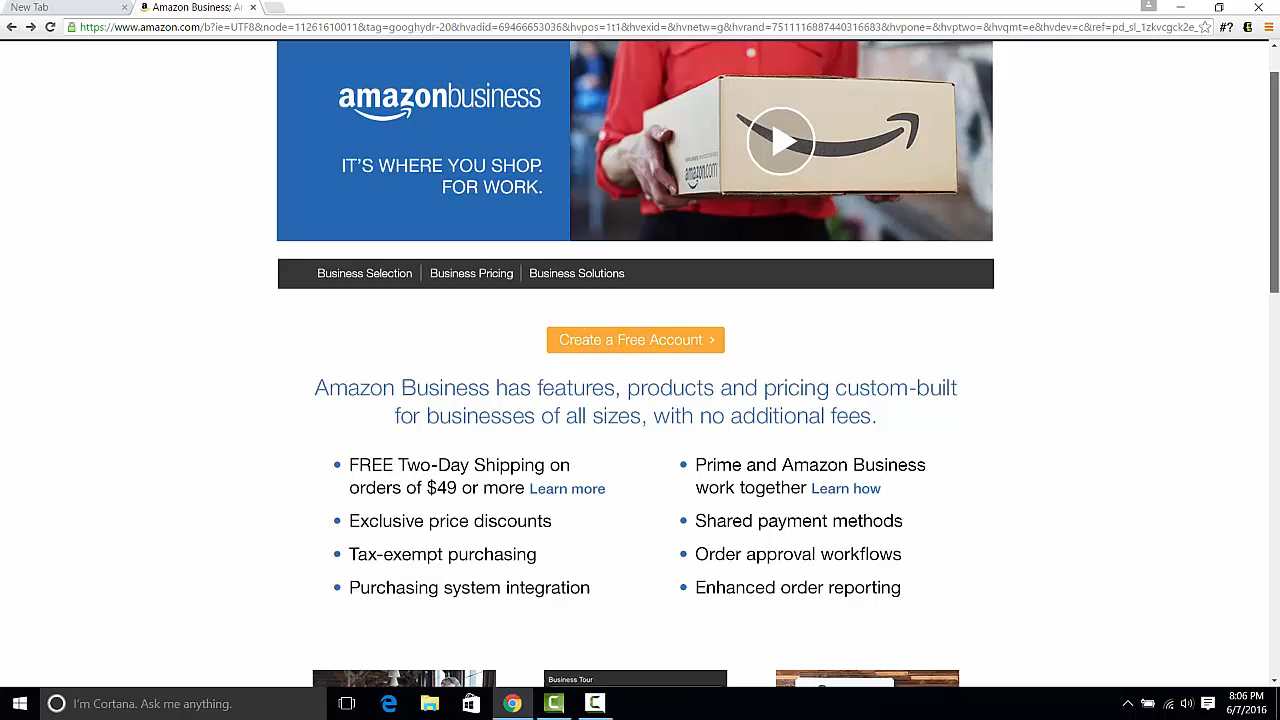 New Tab
Amazon Business; A
https://www.amazon.com/b?ie=UTF8&node=11261610011&tag=googhydr-20&hvadid=69466653036&hvpos=1t1&hvexid=&hvnetw=g&hvrand=7511116887440316683&hvpone=&hvptwo=&hvqmt=e&hvdev=c&ref=pd_sl_1zkvcgck2e_
#?
amazonbusiness
IT'S WHERE YOU SHOP.
FOR WORK.
amazon.com
Business Selection
Business Pricing
Business Solutions
Create a Free Account
Amazon Business has features, products and pricing custom-built
for businesses of all sizes, with no additional fees.
• FREE Two-Day Shipping on
orders of $49 or more Learn more
• Exclusive price discounts
• Tax-exempt purchasing
• Purchasing system integration
• Prime and Amazon Business
work together Learn how
• Shared payment methods
• Order approval workflows
• Enhanced order reporting
Business Tour
I'm Cortana. Ask me anything.
8:06 PM
6/7/2016